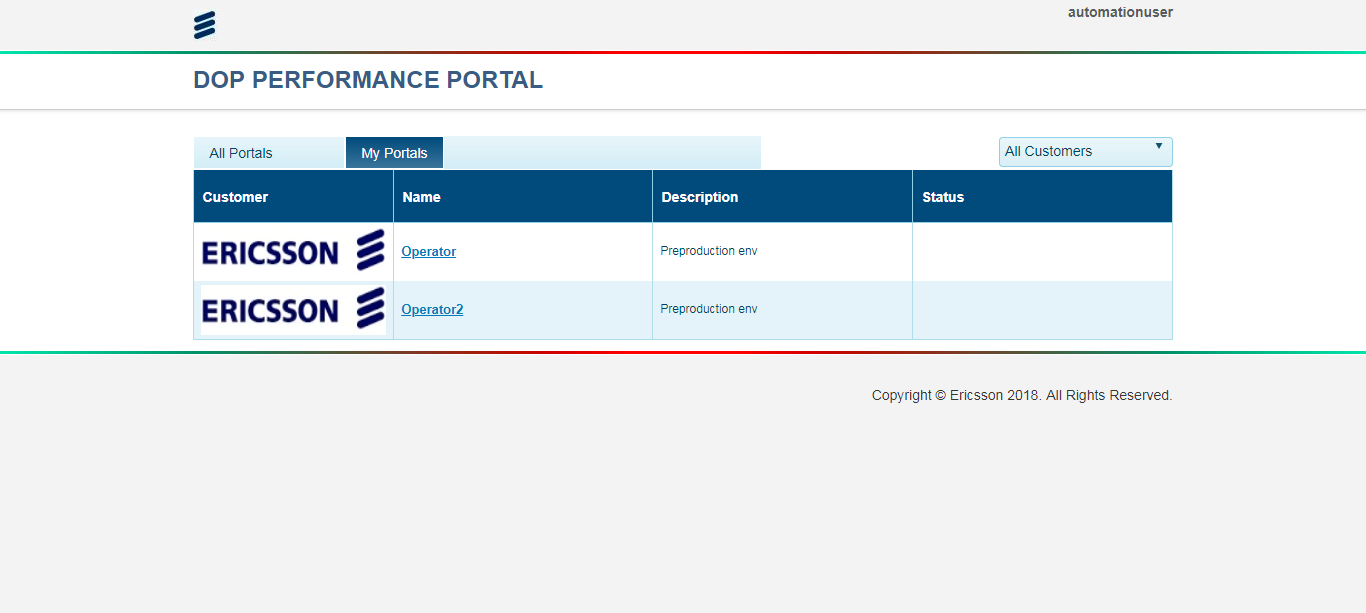 automationuser
DOP PERFORMANCE PORTAL
All Portals My Portals All Customers
Customer Name Description Status
ERICSSON Operator Preproduction env
ERICSSON Operator2 Preproduction env
Copyright © Ericsson 2018. All Rights Reserved.